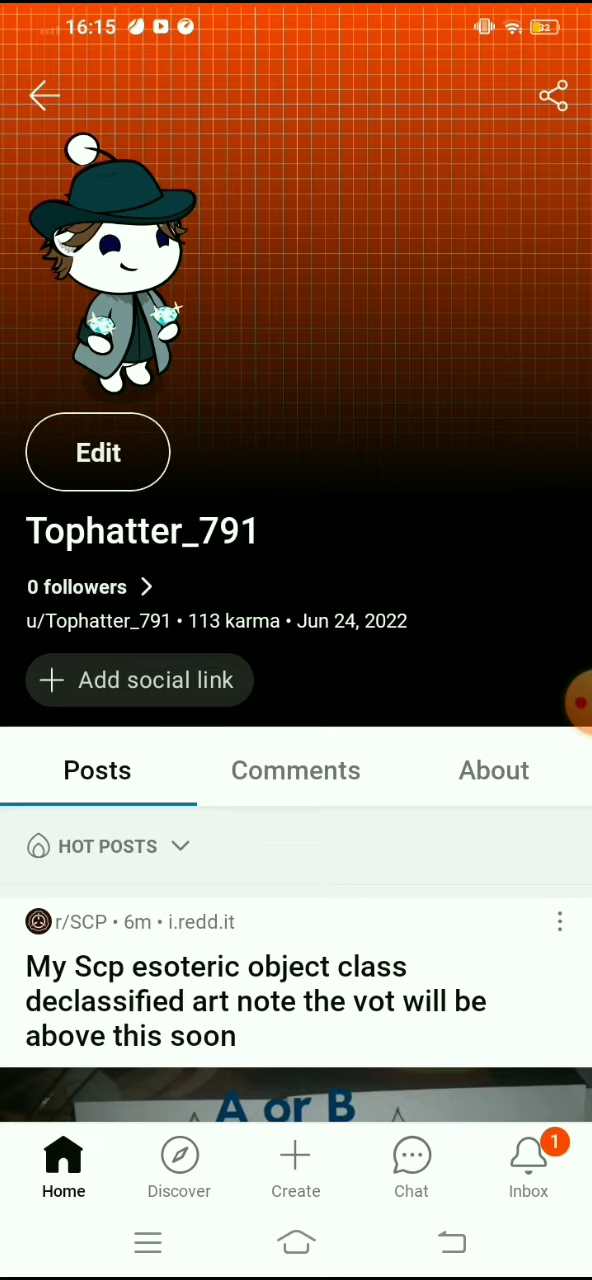 16:15
32
Edit
Tophatter_791
0 followers
u/Tophatter_791 • 113 karma • Jun 24, 2022
Add social link
Posts Comments About
HOT POSTS
r/SCP • 6m • i.redd.it
My Scp esoteric object class
declassified art note the vot will be
above this soon
A or B
1
Home Discover Create Chat Inbox